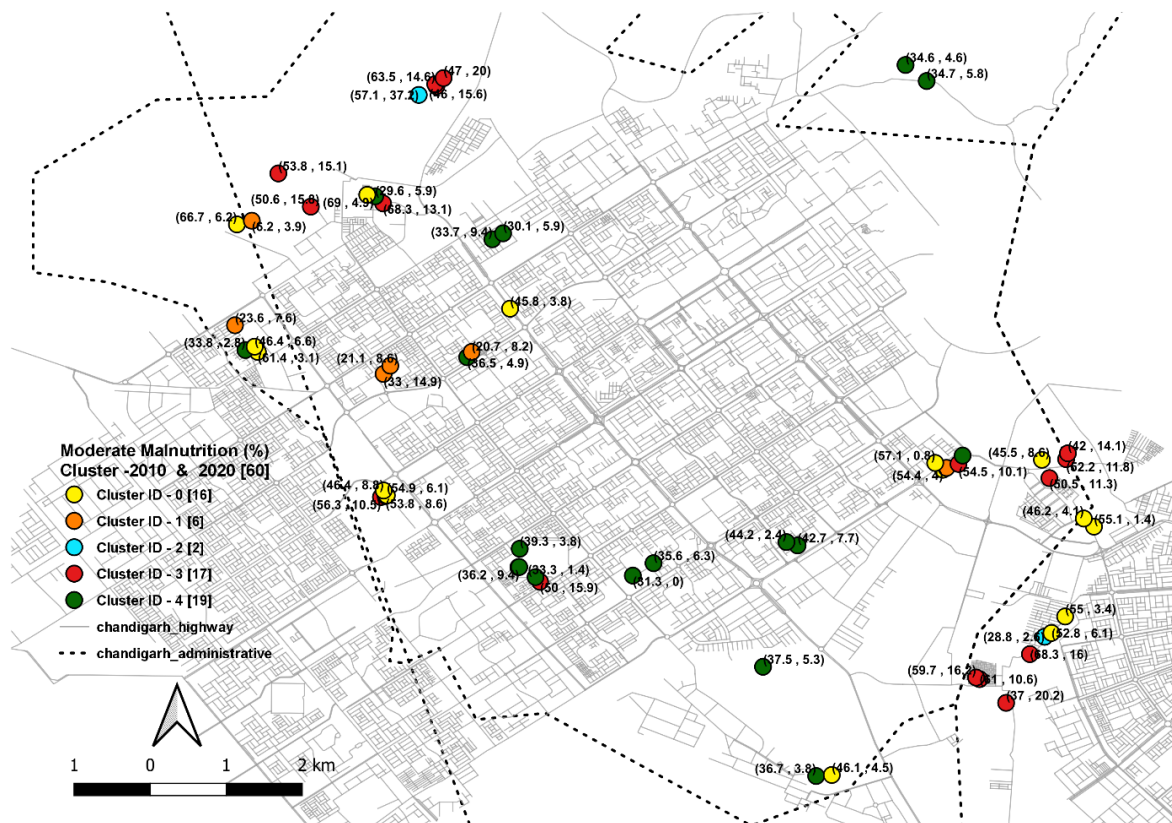 (34.6 , 4.6)
(34.7 , 5.8)
(63.5 , 14.6)
(47 , 20)
(57.1 , 37.2)
(46 , 15.6)
(53.8 , 15.1)
(50.6 , 15.8)
(69 , 4.9)
(29.6 , 5.9)
(68.3 , 13.1)
(66.7 , 6.2)
(6.2 , 3.9)
(33.7 , 9.4)
(30.1 , 5.9)
(45.8 , 3.8)
(23.6 , 7.6)
(33.8 , 2.8)
(46.4 , 6.6)
(61.4 , 3.1)
(20.7 , 8.2)
(36.5 , 4.9)
(21.1 , 8.6)
(33 , 14.9)
Moderate Malnutrition (%)
Cluster -2010 & 2020 [60]
Cluster ID - 0 [16]
Cluster ID - 1 [6]
Cluster ID - 2 [2]
Cluster ID - 3 [17]
Cluster ID - 4 [19]
chandigarh_highway
chandigarh_administrative
(57.1 , 0.8)
(54.4 , 4)
(54.5 , 10.1)
(45.5 , 8.6)
(42 , 14.1)
(62.2 , 11.8)
(50.5 , 11.3)
(46.2 , 4.1)
(55.1 , 1.4)
(46.4 , 8.8)
(54.9 , 6.1)
(56.3 , 10.5)
(53.8 , 8.6)
(39.3 , 3.8)
(36.2 , 9.4)
(33.3 , 1.4)
(50 , 15.9)
(35.6 , 6.3)
(31.3 , 0)
(44.2 , 2.4)
(42.7 , 7.7)
(55 , 3.4)
(28.8 , 2.6)
(52.8 , 6.1)
(68.3 , 16)
(59.7 , 16.2)
(61 , 10.6)
(37 , 20.2)
(37.5 , 5.3)
(36.7 , 3.8)
(46.1 , 4.5)
1 0 1 2 km